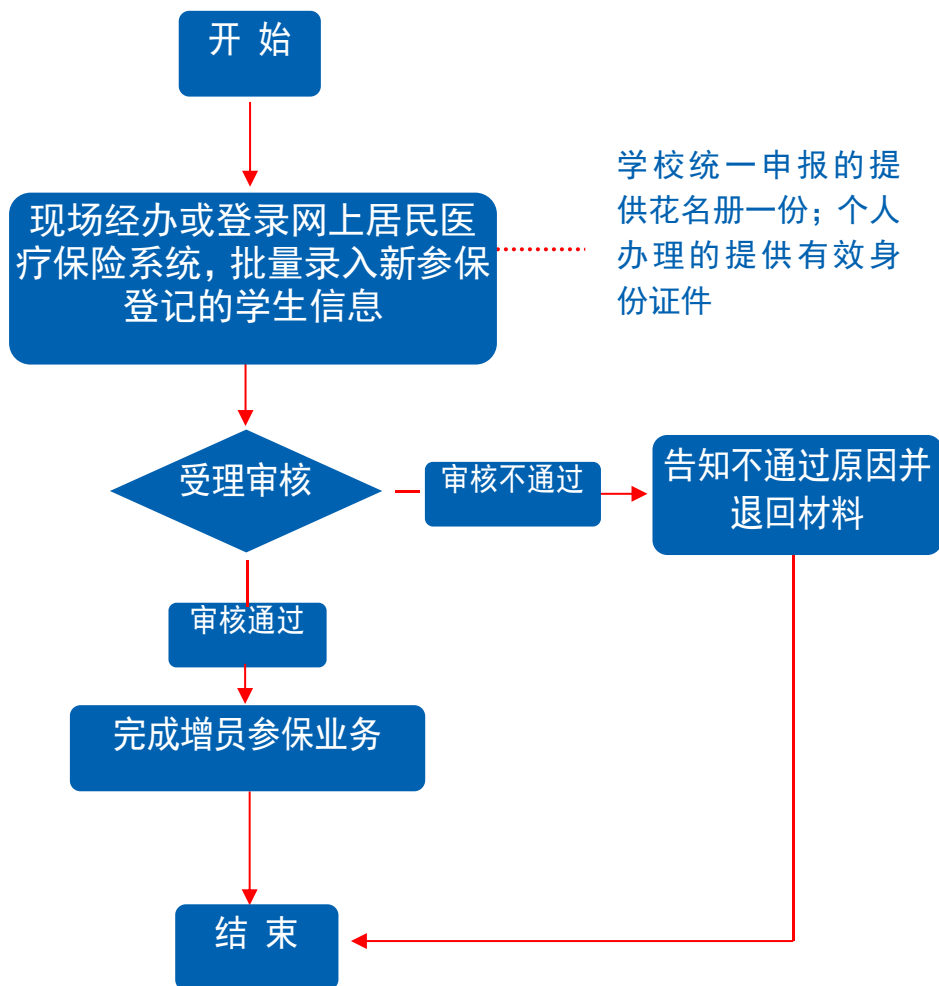 开 始
学校统一申报的提
供花名册一份；个人
办理的提供有效身
份证件
现场经办或登录网上居民医
疗保险系统，批量录入新参保
登记的学生信息
受理审核
审核不通过
告知不通过原因并
退回材料
审核通过
完成增员参保业务
结 束